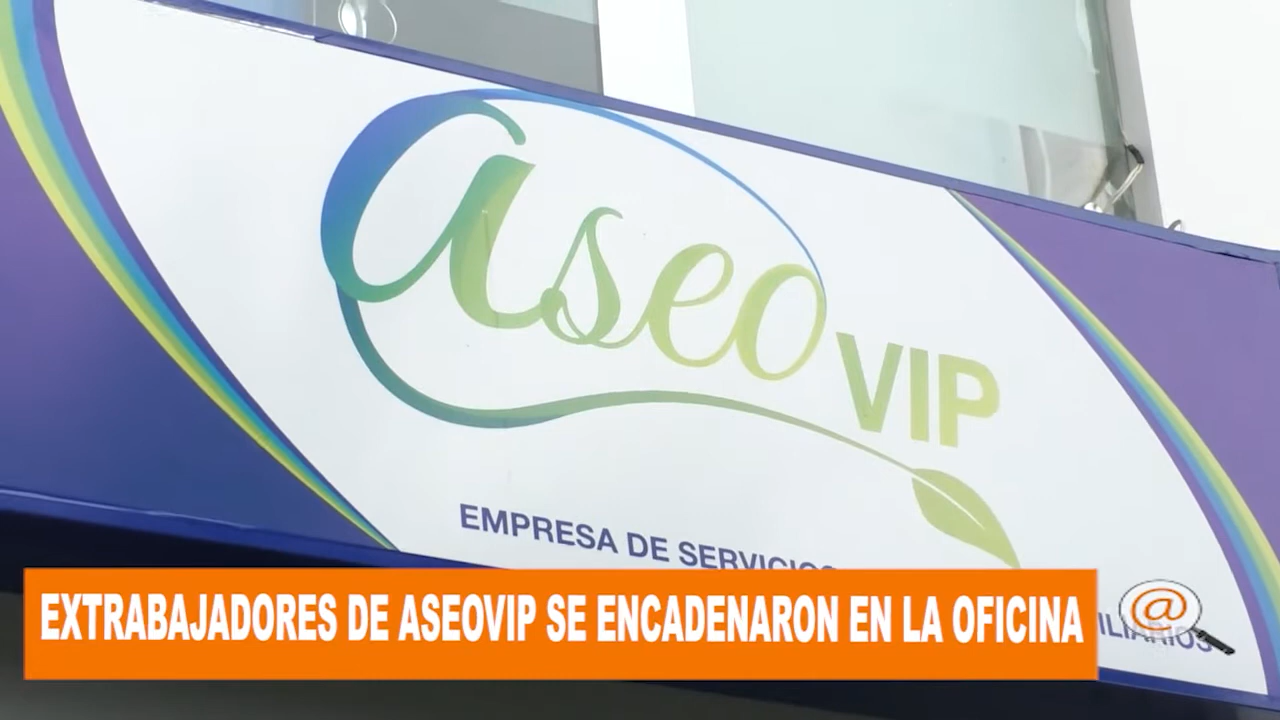 aseo VIP
EMPRESA DE SERVICIOS
EXTRABAJADORES DE ASEOVIP SE ENCADENARON EN LA OFICINA
@